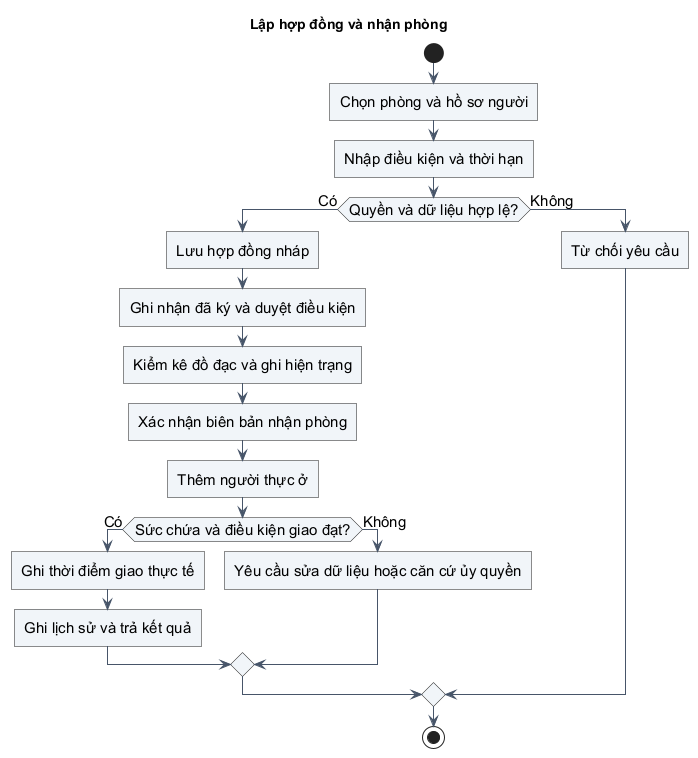 Lập hợp đồng và nhận phòng
Chọn phòng và hồ sơ người
Nhập điều kiện và thời hạn
Có
Quyền và dữ liệu hợp lệ?
Không
Lưu hợp đồng nháp
Từ chối yêu cầu
Ghi nhận đã ký và duyệt điều kiện
Kiểm kê đồ đạc và ghi hiện trạng
Xác nhận biên bản nhận phòng
Thêm người thực ở
Có
Sức chứa và điều kiện giao đạt?
Không
Ghi thời điểm giao thực tế
Yêu cầu sửa dữ liệu hoặc căn cứ ủy quyền
Ghi lịch sử và trả kết quả